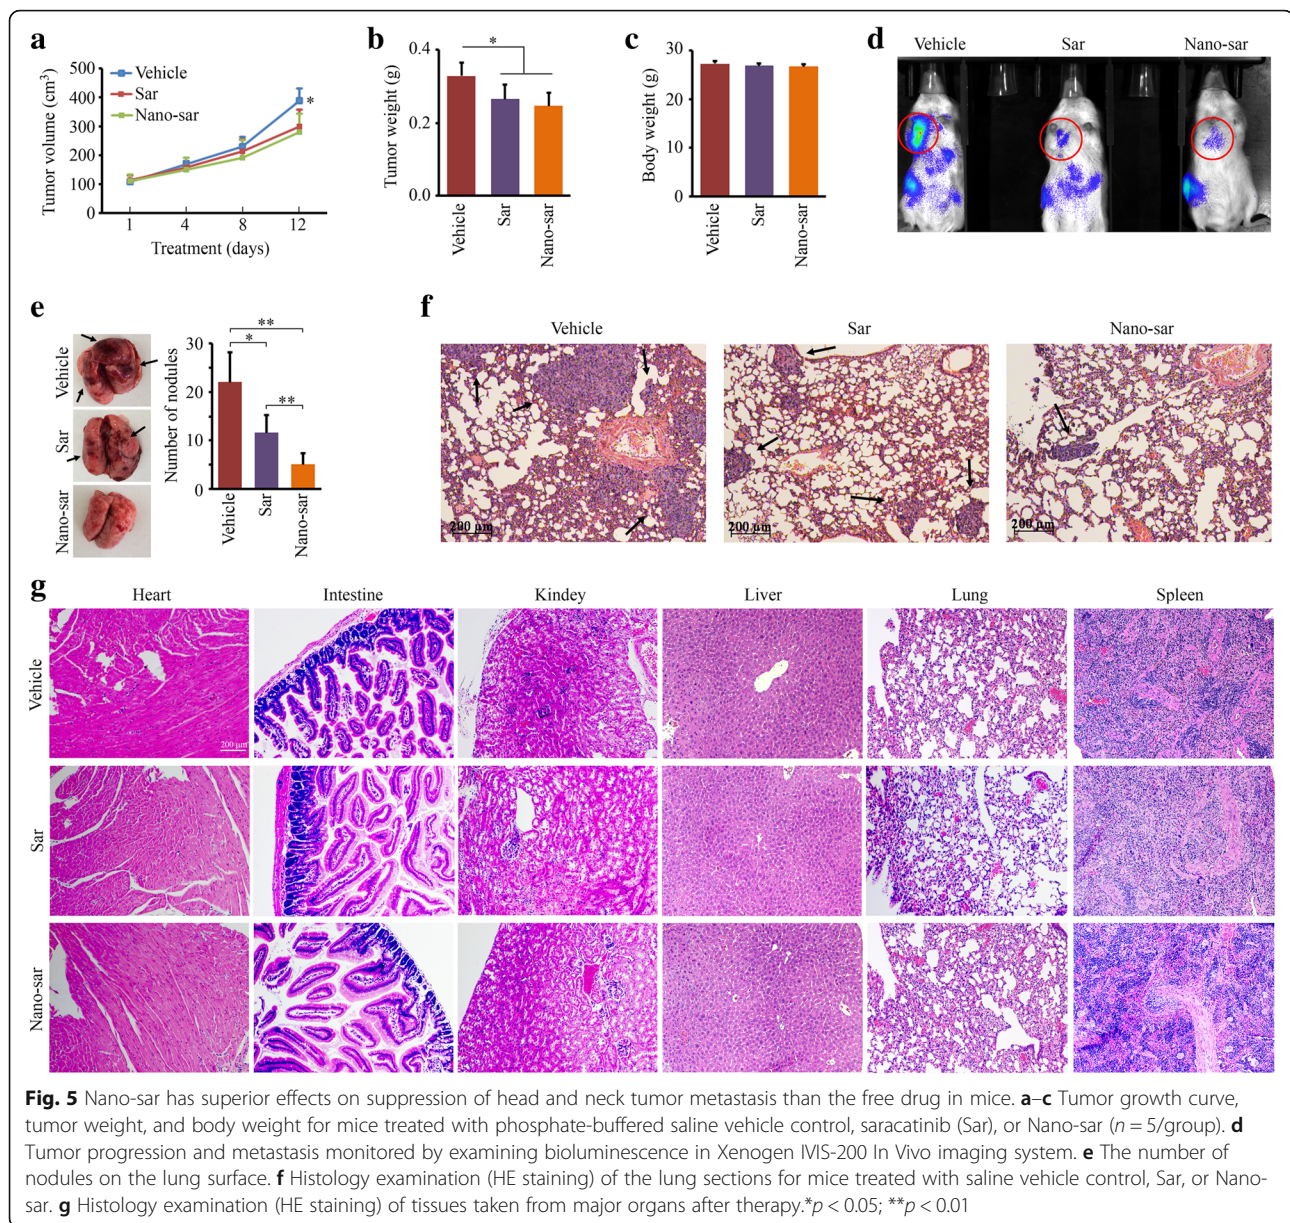 a
500
400
300
200
100
0
Tumor volume (cm³)
Vehicle
Sar
Nano-sar
*
1
4
8
12
Treatment (days)
b
0.4
0.2
0.0
Tumor weight (g)
*
Vehicle
Sar
Nano-sar
c
30
20
10
0
Body weight (g)
Vehicle
Sar
Nano-sar
d
Vehicle
Sar
Nano-sar
e
Vehicle
Sar
Nano-sar
30
20
10
0
Number of nodules
**
*
**
Vehicle
Sar
Nano-sar
f
Vehicle
Sar
Nano-sar
200 μm
200 μm
200 μm
g
Heart
Intestine
Kindey
Liver
Lung
Spleen
Vehicle
200 μm
Sar
Nano-sar
Fig. 5 Nano-sar has superior effects on suppression of head and neck tumor metastasis than the free drug in mice. a–c Tumor growth curve,
tumor weight, and body weight for mice treated with phosphate-buffered saline vehicle control, saracatinib (Sar), or Nano-sar (n = 5/group). d
Tumor progression and metastasis monitored by examining bioluminescence in Xenogen IVIS-200 In Vivo imaging system. e The number of
nodules on the lung surface. f Histology examination (HE staining) of the lung sections for mice treated with saline vehicle control, Sar, or Nano-
sar. g Histology examination (HE staining) of tissues taken from major organs after therapy.*p < 0.05; **p < 0.01